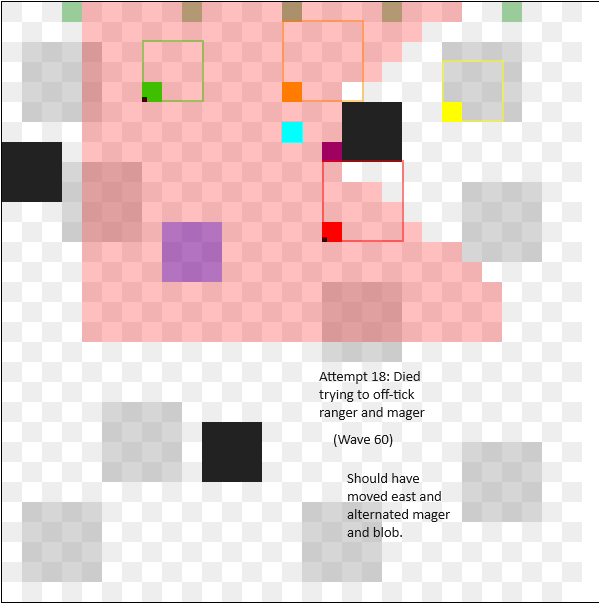 Attempt 18: Died
trying to off-tick
ranger and mager
(Wave 60)
Should have
moved east and
alternated mager
and blob.